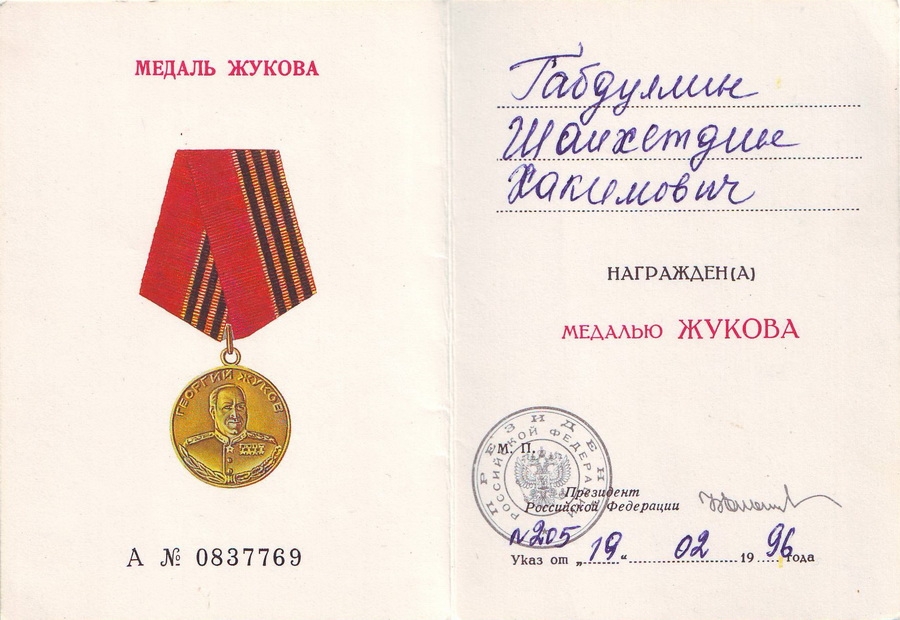 МЕДАЛЬ ЖУКОВА
ГЕОРГИЙ ЖУКОВ
А № 0837769
Габдуллин
Шаихетдин
Хакимович
НАГРАЖДЕН(А)
МЕДАЛЬЮ ЖУКОВА
ПРЕЗИДЕНТ
РОССИЙСКОЙ ФЕДЕРАЦИИ
М. П.
Президент
Российской Федерации
№205
Указ от „19“ 02 1996 года